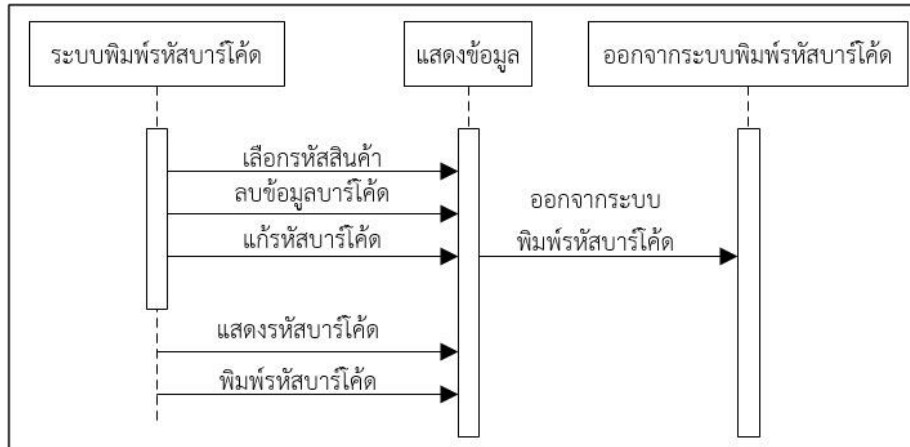 ระบบพิมพ์รหัสบาร์โค้ด
แสดงข้อมูล
ออกจากระบบพิมพ์รหัสบาร์โค้ด
เลือกรหัสสินค้า
ลบข้อมูลบาร์โค้ด
แก้รหัสบาร์โค้ด
ออกจากระบบ
พิมพ์รหัสบาร์โค้ด
แสดงรหัสบาร์โค้ด
พิมพ์รหัสบาร์โค้ด